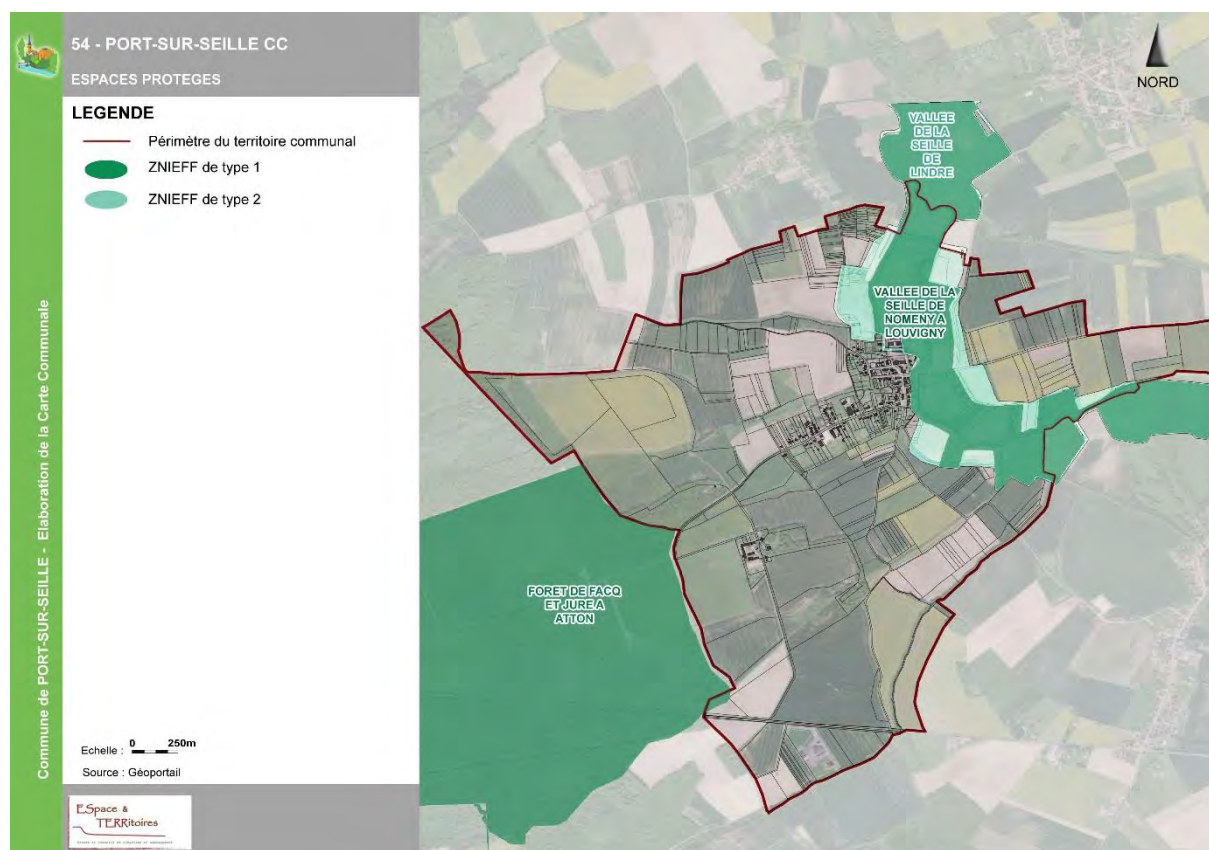 54 - PORT-SUR-SEILLE CC
ESPACES PROTEGES
LEGENDE
Périmètre du territoire communal
ZNIEFF de type 1
ZNIEFF de type 2
Commune de PORT-SUR-SEILLE - Elaboration de la Carte Communale
Echelle : 0 250m
Source : Géoportail
ESpace &
TERRitoires
NORD
VALLEE
DE LA
SEILLE
DE
LINDRE
VALLEE DE LA
SEILLE DE
NOMENY A
LOUVIGNY
FORET DE FACQ
ET JURE A
ATTON